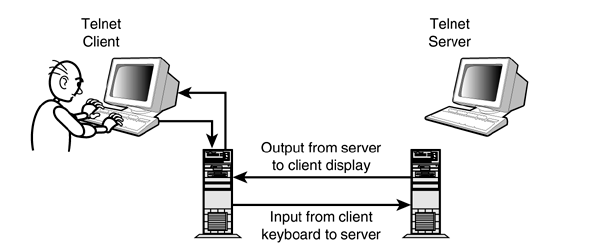 Telnet
Client
Telnet
Server
Output from server
to client display
Input from client
keyboard to server